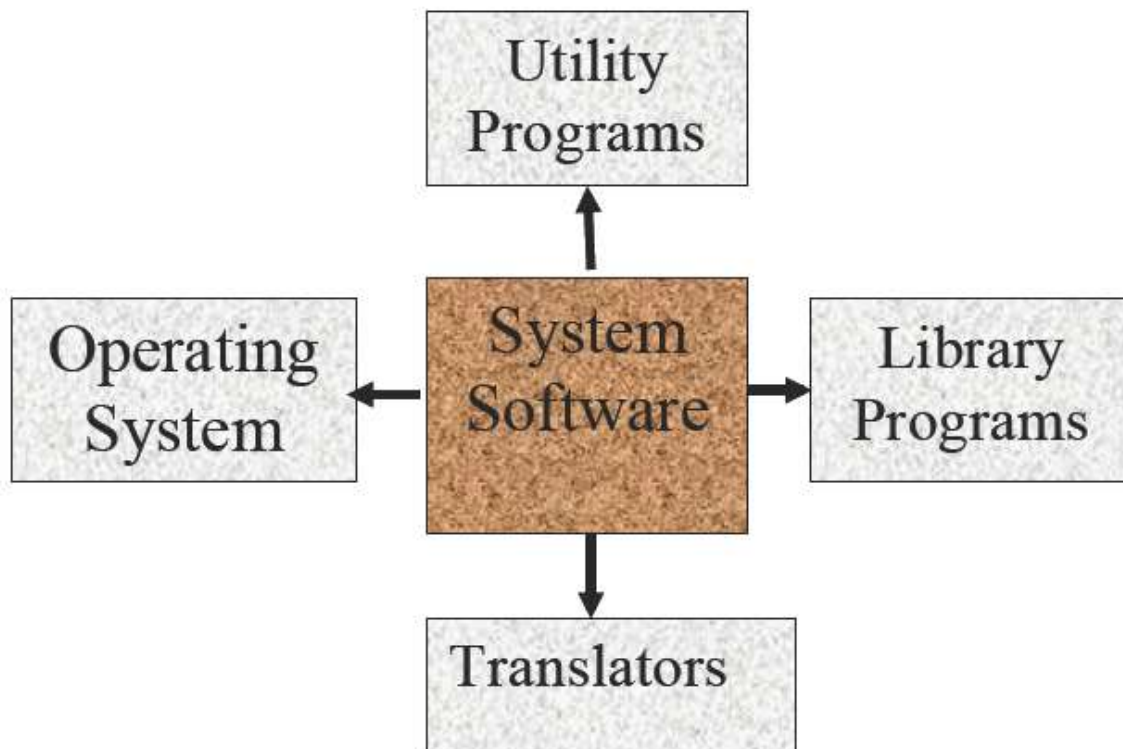 Utility
Programs
Operating
System
System
Software
Library
Programs
Translators